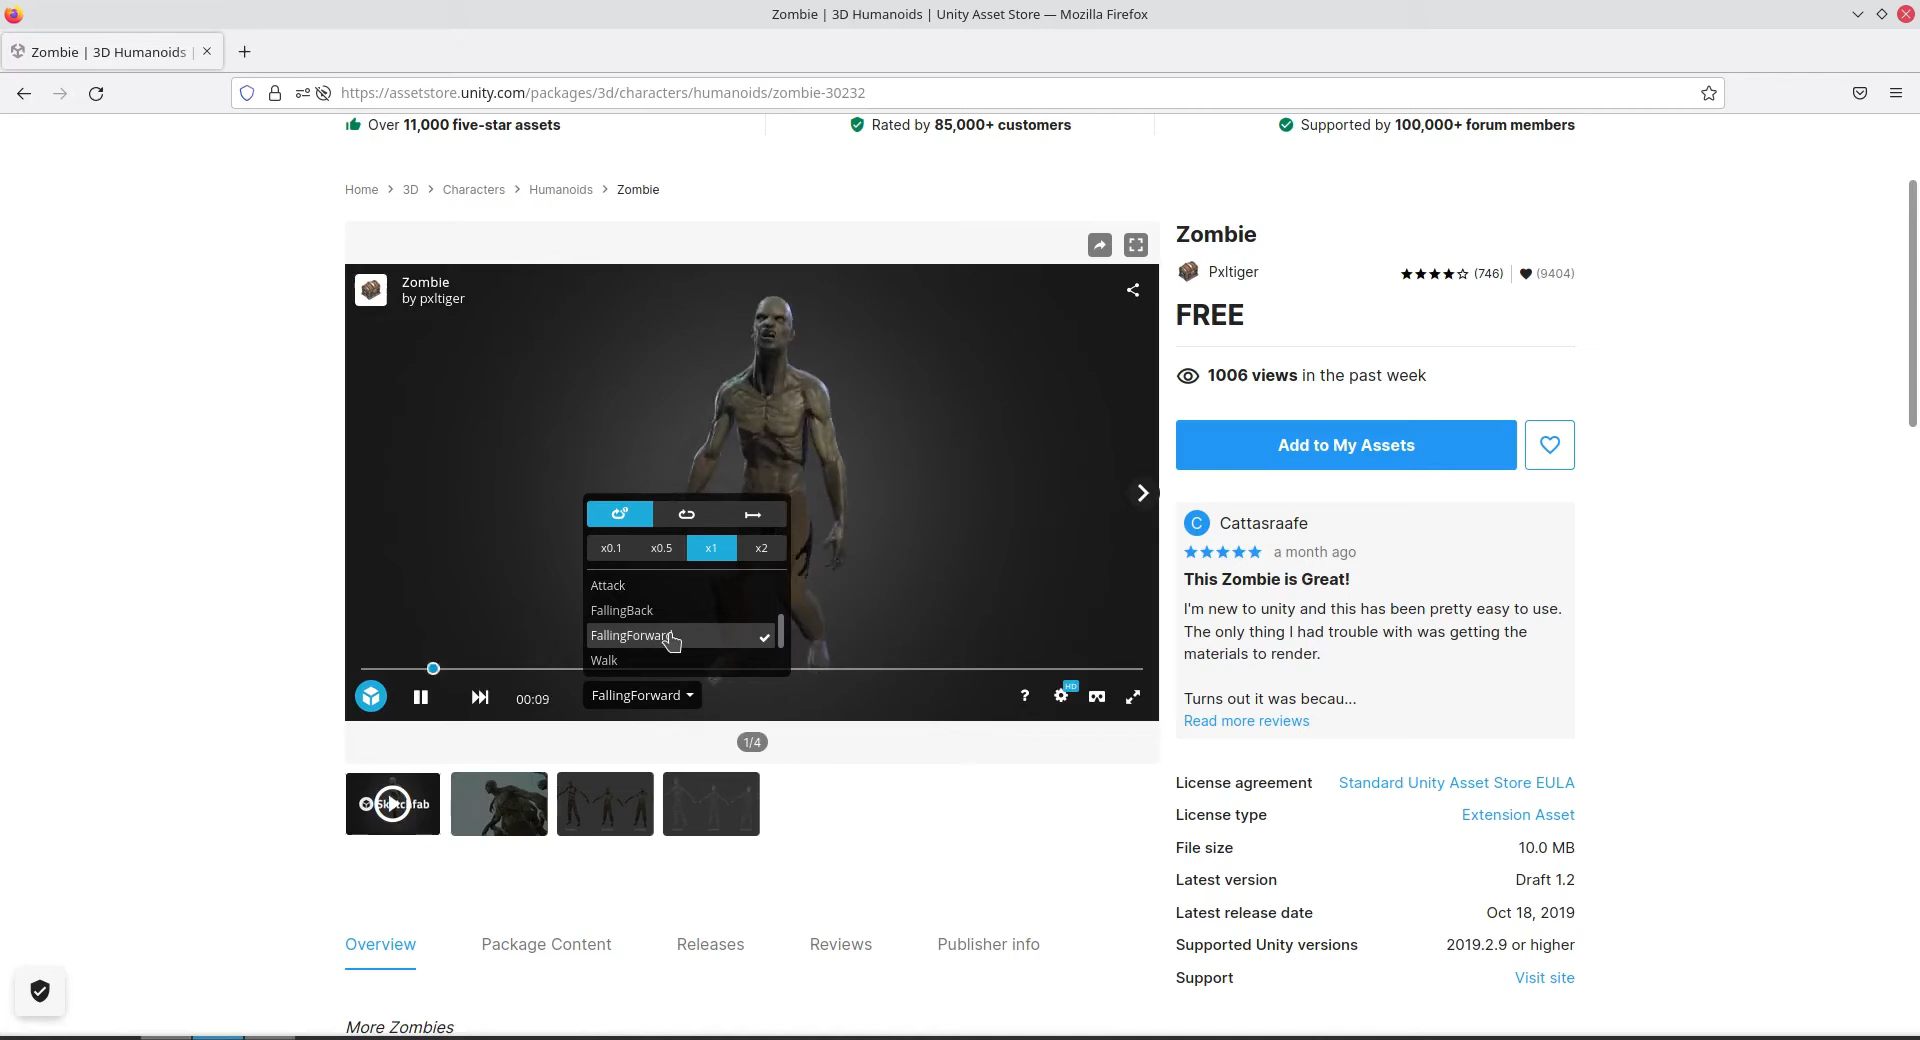 Zombie | 3D Humanoids | Unity Asset Store — Mozilla Firefox
Zombie | 3D Humanoids |
https://assetstore.unity.com/packages/3d/characters/humanoids/zombie-30232
Over 11,000 five-star assets
Rated by 85,000+ customers
Supported by 100,000+ forum members
Home > 3D > Characters > Humanoids > Zombie
Zombie
by pxltiger
x0.1 x0.5 x1 x2
Attack
FallingBack
FallingForward
Walk
00:09
FallingForward
?
HD
1/4
Sketchfab
Zombie
Pxltiger
(746)
(9404)
FREE
1006 views in the past week
Add to My Assets
C
Cattasraafe
a month ago
This Zombie is Great!
I'm new to unity and this has been pretty easy to use.
The only thing I had trouble with was getting the
materials to render.
Turns out it was becau...
Read more reviews
License agreement Standard Unity Asset Store EULA
License type Extension Asset
File size 10.0 MB
Latest version Draft 1.2
Latest release date Oct 18, 2019
Supported Unity versions 2019.2.9 or higher
Support Visit site
Overview Package Content Releases Reviews Publisher info
More Zombies